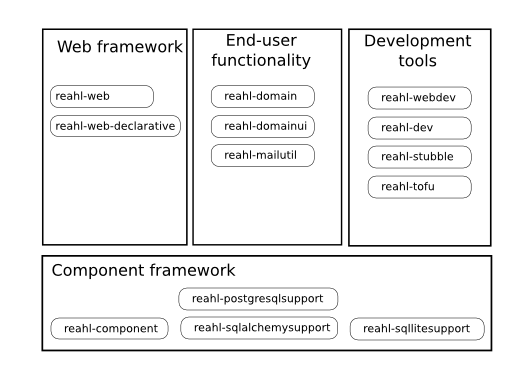 Web framework
reahl-web
reahl-web-declarative
End-user
functionality
reahl-domain
reahl-domainui
reahl-mailutil
Development
tools
reahl-webdev
reahl-dev
reahl-stubble
reahl-tofu
Component framework
reahl-postgresqlsupport
reahl-component
reahl-sqlalchemysupport
reahl-sqllitesupport